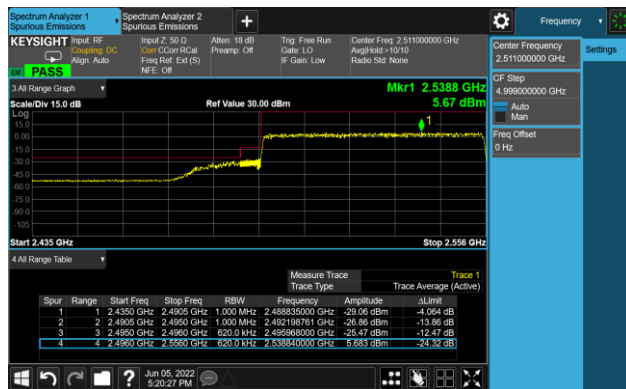 Spectrum Analyzer 1
Spurious Emissions
Spectrum Analyzer 2
Spurious Emissions
Frequency
KEYSIGHT Input: RF
Coupling: DC
Align: Auto
Input Z: 50 Ω
Corr CCorr RCal
Freq Ref: Ext (S)
NFE: Off
Atten: 18 dB
Preamp: Off
Trig: Free Run
Gate: LO
IF Gain: Low
Center Freq: 2.511000000 GHz
Avg|Hold:>10/10
Radio Std: None
PASS
Center Frequency
2.511000000 GHz
Settings
CF Step
4.999000000 GHz
Auto
Man
Freq Offset
0 Hz
3 All Range Graph
Mkr1 2.5388 GHz
Scale/Div 15.0 dB
Ref Value 30.00 dBm
5.67 dBm
Log
15.0
0.00
-15.0
-30.0
-45.0
-60.0
-75.0
-90.0
-105
1
Start 2.435 GHz
Stop 2.556 GHz
4 All Range Table
Measure Trace Trace 1
Trace Type Trace Average (Active)
Spur Range Start Freq Stop Freq RBW Frequency Amplitude ΔLimit
1 1 2.4350 GHz 2.4905 GHz 1.000 MHz 2.488835000 GHz -29.06 dBm -4.064 dB
2 2 2.4905 GHz 2.4950 GHz 1.000 MHz 2.492198761 GHz -26.86 dBm -13.86 dB
3 3 2.4950 GHz 2.4960 GHz 620.0 kHz 2.495968000 GHz -25.47 dBm -12.47 dB
4 4 2.4960 GHz 2.5560 GHz 620.0 kHz 2.538840000 GHz 5.683 dBm -24.32 dB
?
Jun 05, 2022
5:20:27 PM